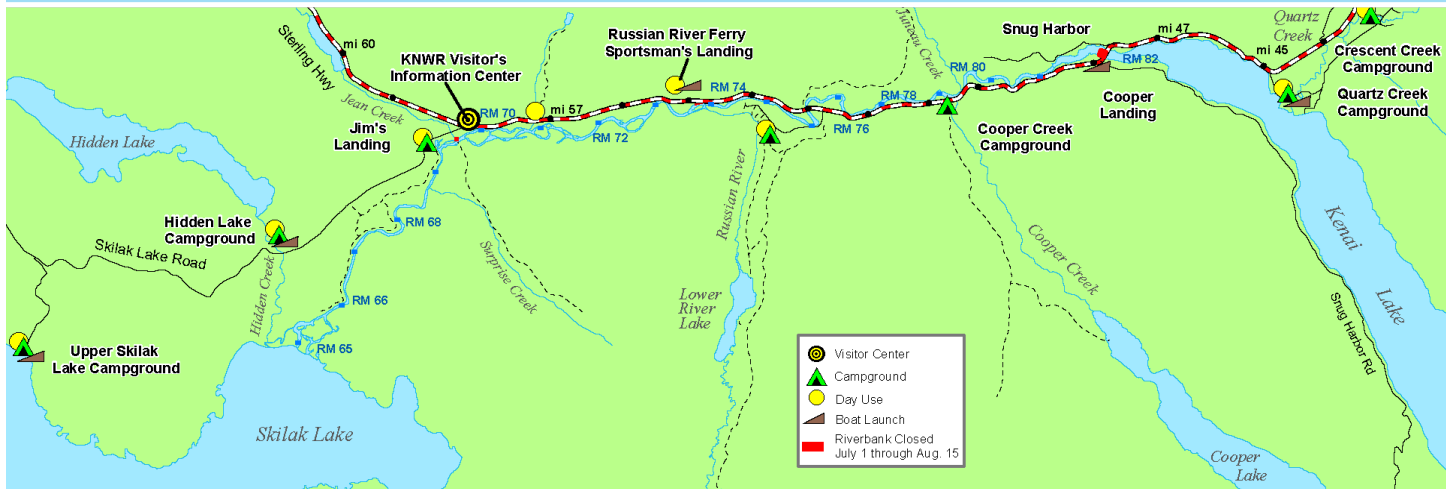 Sterling Hwy
mi 60
KNWR Visitor's
Information Center
Russian River Ferry
Sportsman's Landing
Juneau Creek
Snug Harbor
mi 47
mi 45
Quartz
Creek
Crescent Creek
Campground
Quartz Creek
Campground
Jean Creek
RM 70
mi 57
RM 74
RM 78
RM 80
RM 82
Cooper
Landing
Hidden Lake
Jim's
Landing
RM 72
RM 76
Cooper Creek
Campground
Hidden Lake
Campground
Skilak Lake Road
RM 68
Russian River
Surprise Creek
Cooper Creek
Kenai
Lake
Hidden Creek
RM 66
Lower
River
Lake
Snug Harbor Rd
RM 65
Upper Skilak
Lake Campground
Skilak Lake
Visitor Center
Campground
Day Use
Boat Launch
Riverbank Closed
July 1 through Aug. 15
Cooper
Lake